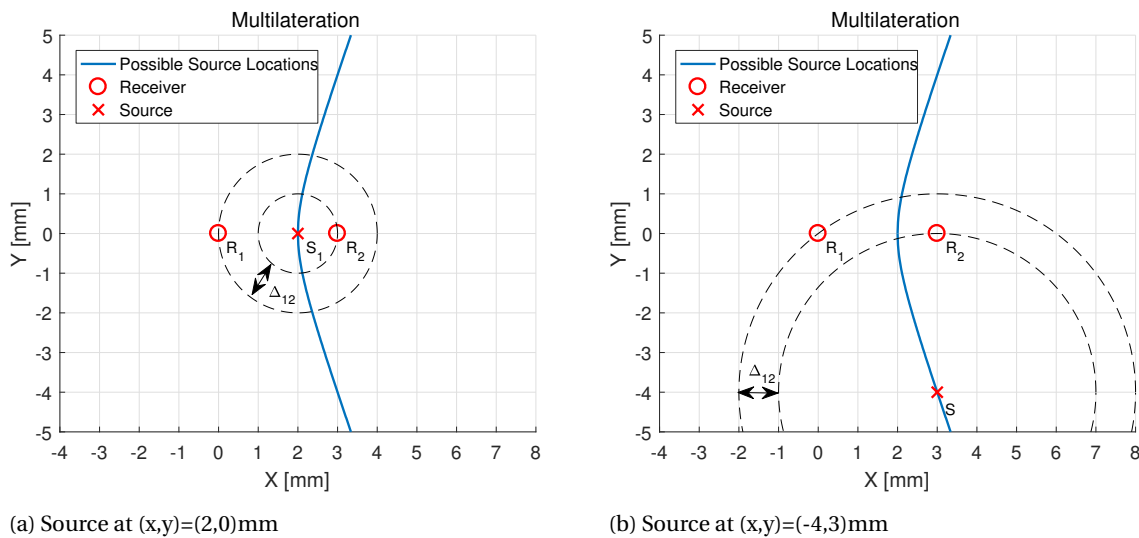 Multilateration
5
4
3
2
1
0
-1
-2
-3
-4
-5
Y [mm]
Possible Source Locations
Receiver
Source
R1
S1
R2
Δ12
-4 -3 -2 -1 0 1 2 3 4 5 6 7 8
X [mm]
(a) Source at (x,y)=(2,0)mm
Multilateration
5
4
3
2
1
0
-1
-2
-3
-4
-5
Y [mm]
Possible Source Locations
Receiver
Source
R1
R2
Δ12
S
-4 -3 -2 -1 0 1 2 3 4 5 6 7 8
X [mm]
(b) Source at (x,y)=(-4,3)mm